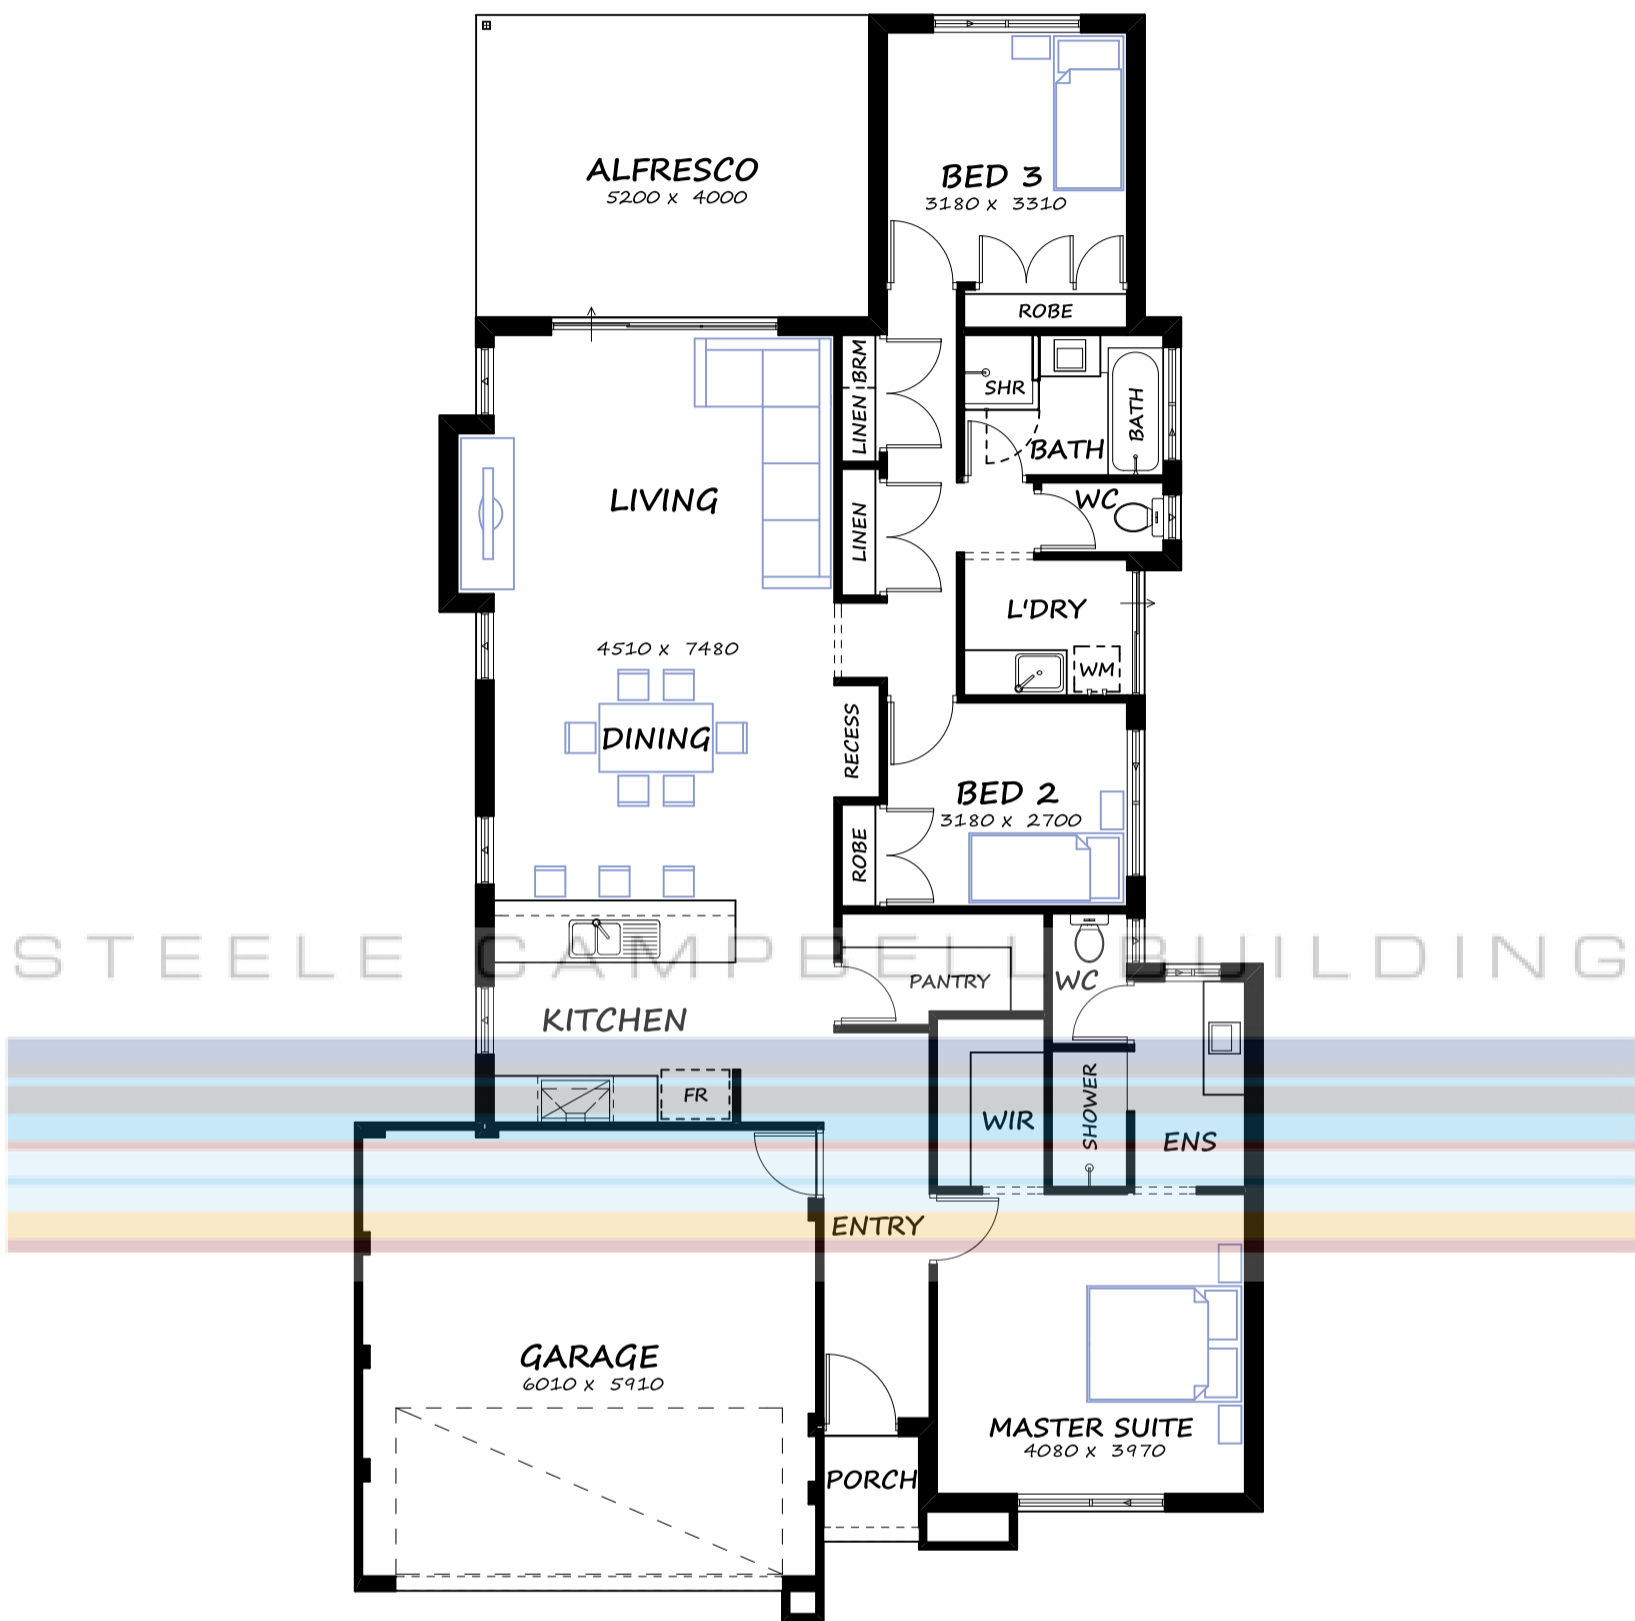 ALFRESCO
5200 x 4000
BED 3
3180 x 3310
ROBE
BRM
LINEN
SHR
BATH
BATH
LIVING
LINEN
WC
L'DRY
WM
4510 x 7480
DINING
RECESS
BED 2
3180 x 2700
ROBE
STEELE CAMPBELL BUILDING
PANTRY
WC
KITCHEN
FR
WIR
SHOWER
ENS
ENTRY
GARAGE
6010 x 5910
MASTER SUITE
4080 x 3970
PORCH